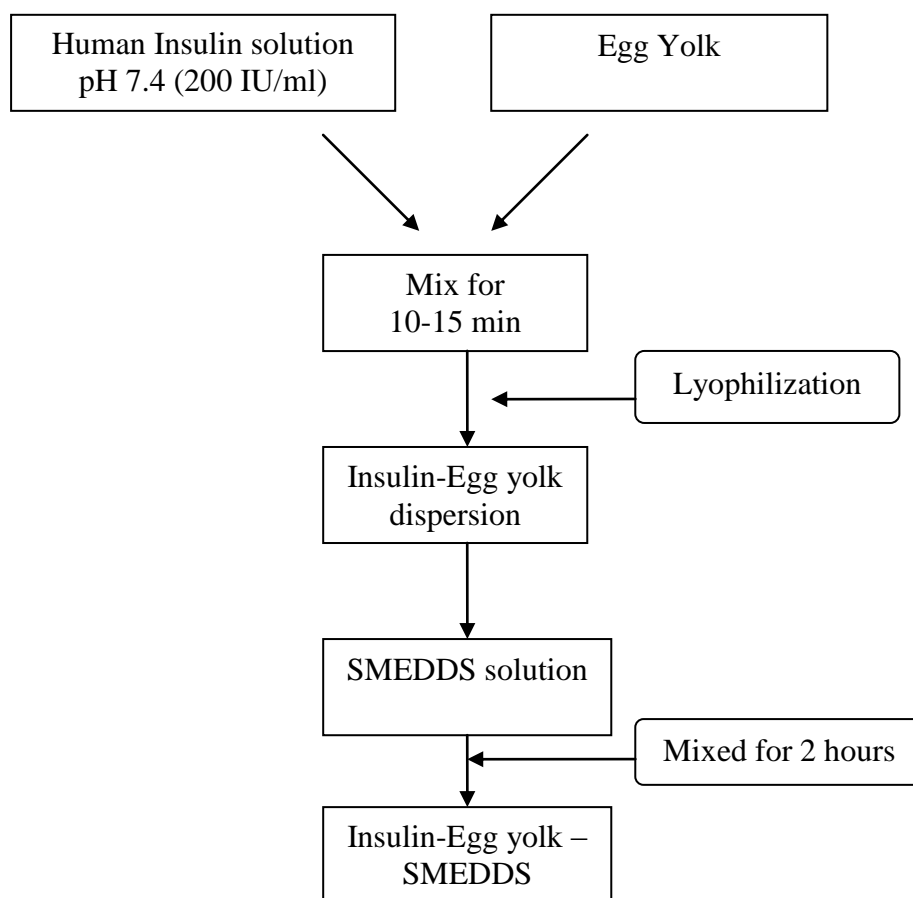 Human Insulin solution
pH 7.4 (200 IU/ml)
Egg Yolk
Mix for
10-15 min
Lyophilization
Insulin-Egg yolk
dispersion
SMEDDS solution
Mixed for 2 hours
Insulin-Egg yolk –
SMEDDS